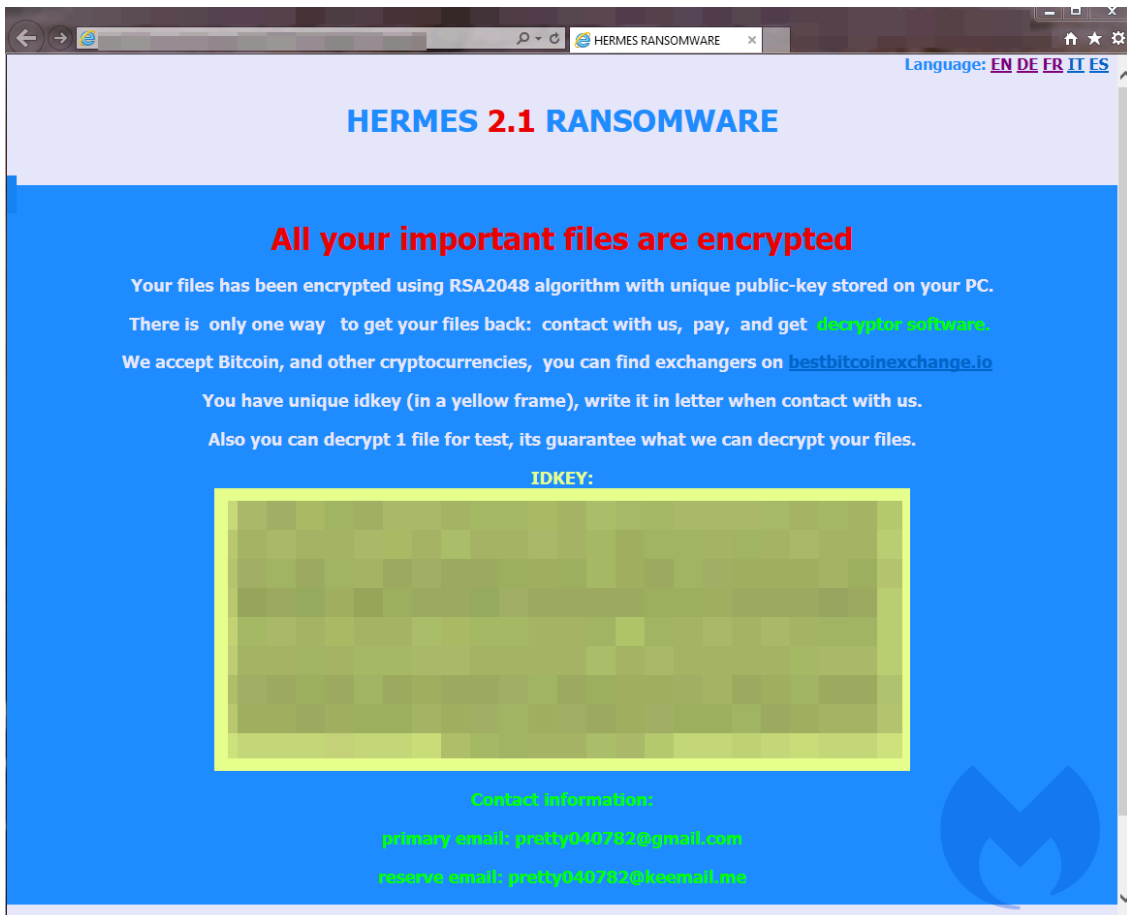 HERMES RANSOMWARE
Language: EN DE FR IT ES
HERMES 2.1 RANSOMWARE
All your important files are encrypted
Your files has been encrypted using RSA2048 algorithm with unique public-key stored on your PC.
There is only one way to get your files back: contact with us, pay, and get decryptor software.
We accept Bitcoin, and other cryptocurrencies, you can find exchangers on bestbitcoinexchange.io
You have unique idkey (in a yellow frame), write it in letter when contact with us.
Also you can decrypt 1 file for test, its guarantee what we can decrypt your files.
IDKEY:
Contact information:
primary email: pretty040782@gmail.com
reserve email: pretty040782@keemail.me